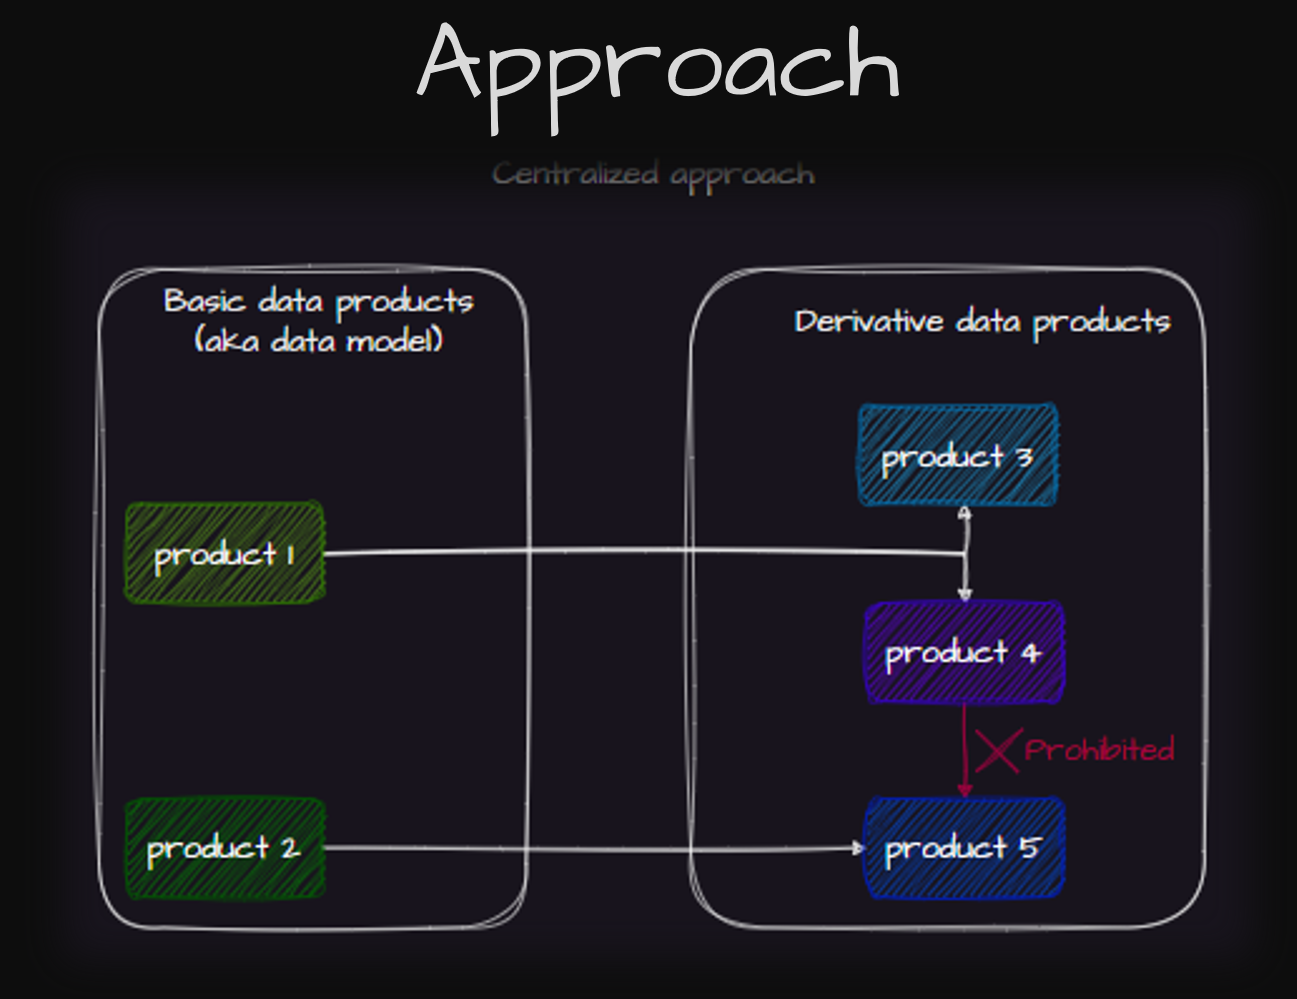 Approach
Centralized approach
Basic data products
(aka data model)
Derivative data products
product 3
product 1
product 4
Prohibited
product 2
product 5